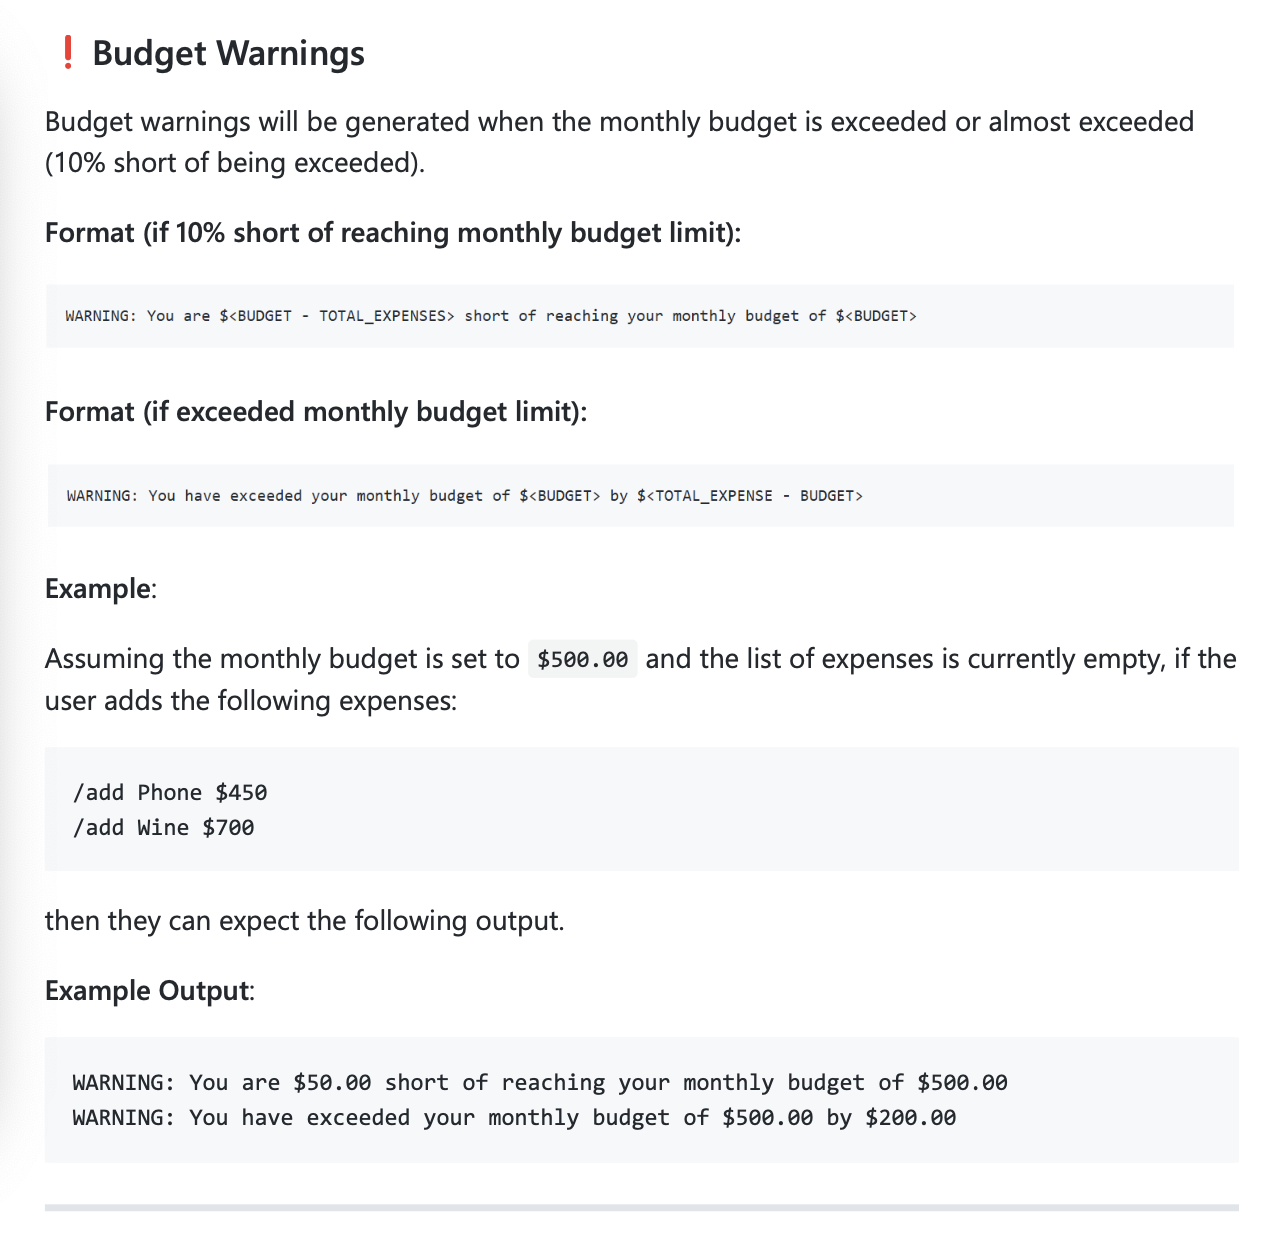 ❗ Budget Warnings
Budget warnings will be generated when the monthly budget is exceeded or almost exceeded
(10% short of being exceeded).
Format (if 10% short of reaching monthly budget limit):
WARNING: You are $<BUDGET - TOTAL_EXPENSES> short of reaching your monthly budget of $<BUDGET>
Format (if exceeded monthly budget limit):
WARNING: You have exceeded your monthly budget of $<BUDGET> by $<TOTAL_EXPENSE - BUDGET>
Example:
Assuming the monthly budget is set to $500.00 and the list of expenses is currently empty, if the
user adds the following expenses:
/add Phone $450
/add Wine $700
then they can expect the following output.
Example Output:
WARNING: You are $50.00 short of reaching your monthly budget of $500.00
WARNING: You have exceeded your monthly budget of $500.00 by $200.00